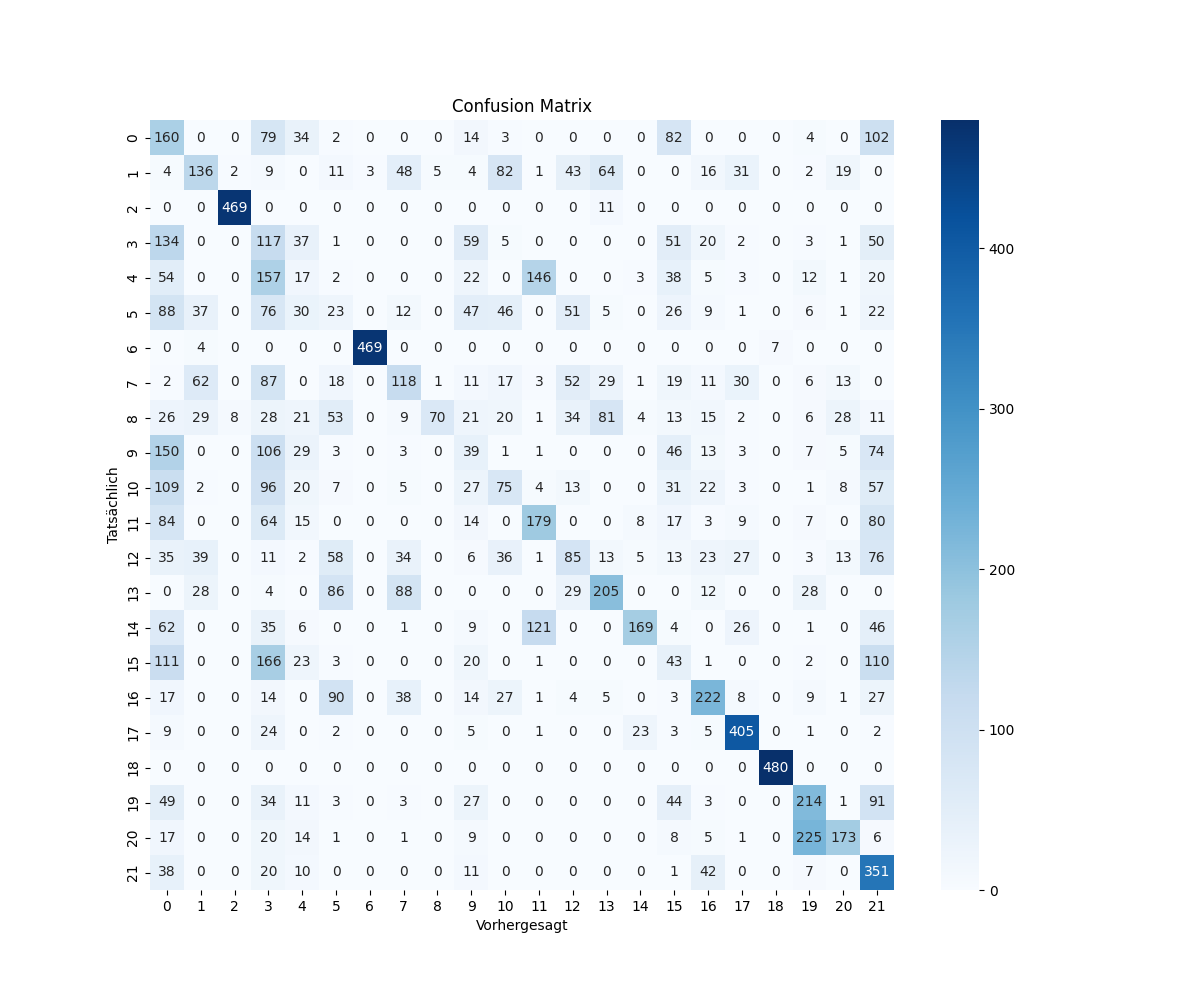 Confusion Matrix
0 160 0 0 79 34 2 0 0 0 14 3 0 0 0 0 82 0 0 0 4 0 102
1 4 136 2 9 0 11 3 48 5 4 82 1 43 64 0 0 16 31 0 2 19 0
2 0 0 469 0 0 0 0 0 0 0 0 0 0 11 0 0 0 0 0 0 0 0
3 134 0 0 117 37 1 0 0 0 59 5 0 0 0 0 51 20 2 0 3 1 50
4 54 0 0 157 17 2 0 0 0 22 0 146 0 0 3 38 5 3 0 12 1 20
5 88 37 0 76 30 23 0 12 0 47 46 0 51 5 0 26 9 1 0 6 1 22
6 0 4 0 0 0 0 469 0 0 0 0 0 0 0 0 0 0 0 7 0 0 0
7 2 62 0 87 0 18 0 118 1 11 17 3 52 29 1 19 11 30 0 6 13 0
8 26 29 8 28 21 53 0 9 70 21 20 1 34 81 4 13 15 2 0 6 28 11
9 150 0 0 106 29 3 0 3 0 39 1 1 0 0 0 46 13 3 0 7 5 74
10 109 2 0 96 20 7 0 5 0 27 75 4 13 0 0 31 22 3 0 1 8 57
11 84 0 0 64 15 0 0 0 0 14 0 179 0 0 8 17 3 9 0 7 0 80
12 35 39 0 11 2 58 0 34 0 6 36 1 85 13 5 13 23 27 0 3 13 76
13 0 28 0 4 0 86 0 88 0 0 0 0 29 205 0 0 12 0 0 28 0 0
14 62 0 0 35 6 0 0 1 0 9 0 121 0 0 169 4 0 26 0 1 0 46
15 111 0 0 166 23 3 0 0 0 20 0 1 0 0 0 43 1 0 0 2 0 110
16 17 0 0 14 0 90 0 38 0 14 27 1 4 5 0 3 222 8 0 9 1 27
17 9 0 0 24 0 2 0 0 0 5 0 1 0 0 23 3 5 405 0 1 0 2
18 0 0 0 0 0 0 0 0 0 0 0 0 0 0 0 0 0 0 480 0 0 0
19 49 0 0 34 11 3 0 3 0 27 0 0 0 0 0 44 3 0 0 214 1 91
20 17 0 0 20 14 1 0 1 0 9 0 0 0 0 0 8 5 1 0 225 173 6
21 38 0 0 20 10 0 0 0 0 11 0 0 0 0 0 1 42 0 0 7 0 351
0 1 2 3 4 5 6 7 8 9 10 11 12 13 14 15 16 17 18 19 20 21
Vorhergesagt
Tatsächlich
400
300
200
100
0